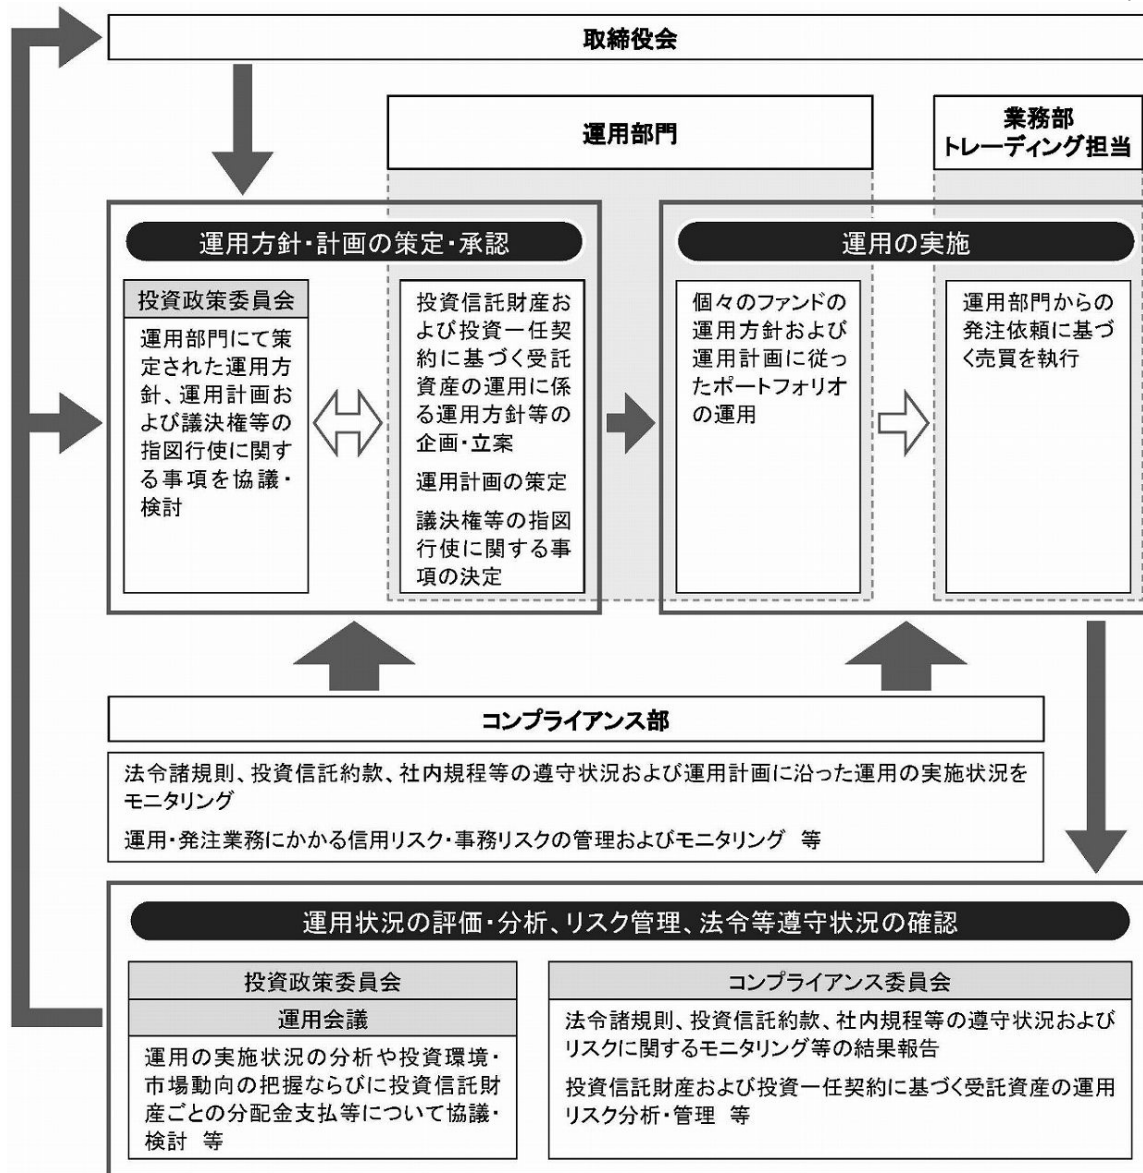 取締役会
運用部門
業務部
トレーディング担当
運用方針・計画の策定・承認
投資政策委員会
運用部門にて策
定された運用方
針、運用計画お
よび議決権等の
指図行使に関す
る事項を協議・
検討
投資信託財産お
よび投資一任契
約に基づく受託
資産の運用に係
る運用方針等の
企画・立案
運用計画の策定
議決権等の指図
行使に関する事
項の決定
運用の実施
個々のファンドの
運用方針および
運用計画に従っ
たポートフォリオ
の運用
運用部門からの
発注依頼に基づ
く売買を執行
コンプライアンス部
法令諸規則、投資信託約款、社内規程等の遵守状況および運用計画に沿った運用の実施状況を
モニタリング
運用・発注業務にかかる信用リスク・事務リスクの管理およびモニタリング 等
運用状況の評価・分析、リスク管理、法令等遵守状況の確認
投資政策委員会
運用会議
運用の実施状況の分析や投資環境・
市場動向の把握ならびに投資信託財
産ごとの分配金支払等について協議・
検討 等
コンプライアンス委員会
法令諸規則、投資信託約款、社内規程等の遵守状況および
リスクに関するモニタリング等の結果報告
投資信託財産および投資一任契約に基づく受託資産の運用
リスク分析・管理 等